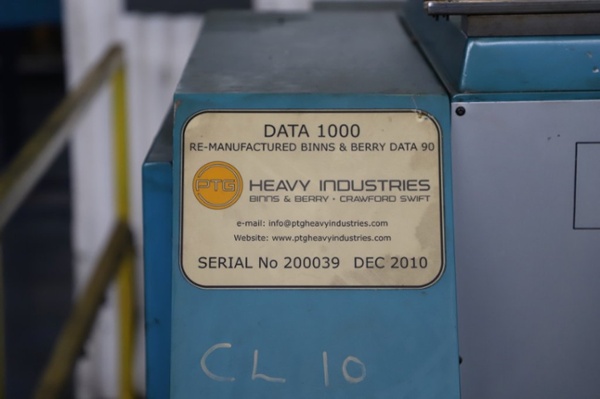 DATA 1000
RE-MANUFACTURED BINNS & BERRY DATA 90
PTG HEAVY INDUSTRIES
BINNS & BERRY • CRAWFORD SWIFT
e-mail: info@ptgheavyindustries.com
Website: www.ptgheavyindustries.com
SERIAL No 200039 DEC 2010
CL 10